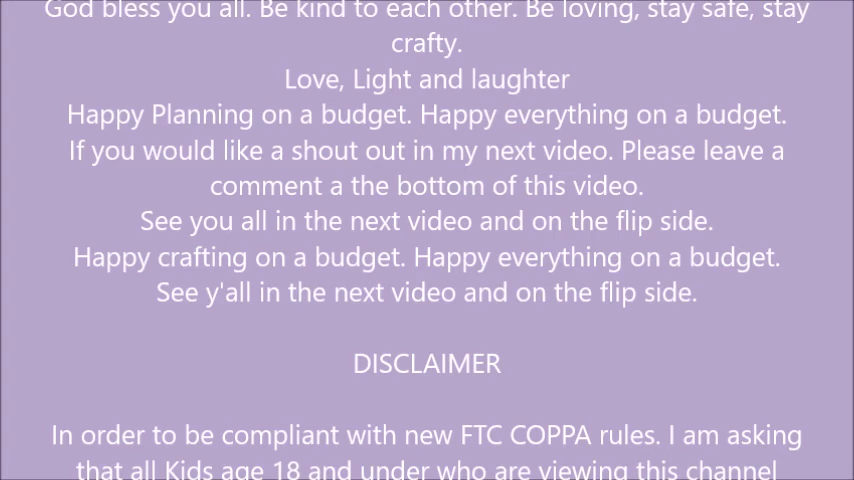 God bless you all. Be kind to each other. Be loving, stay safe, stay
crafty.
Love, Light and laughter
Happy Planning on a budget. Happy everything on a budget.
If you would like a shout out in my next video. Please leave a
comment a the bottom of this video.
See you all in the next video and on the flip side.
Happy crafting on a budget. Happy everything on a budget.
See y'all in the next video and on the flip side.
DISCLAIMER
In order to be compliant with new FTC COPPA rules. I am asking
that all Kids age 18 and under who are viewing this channel